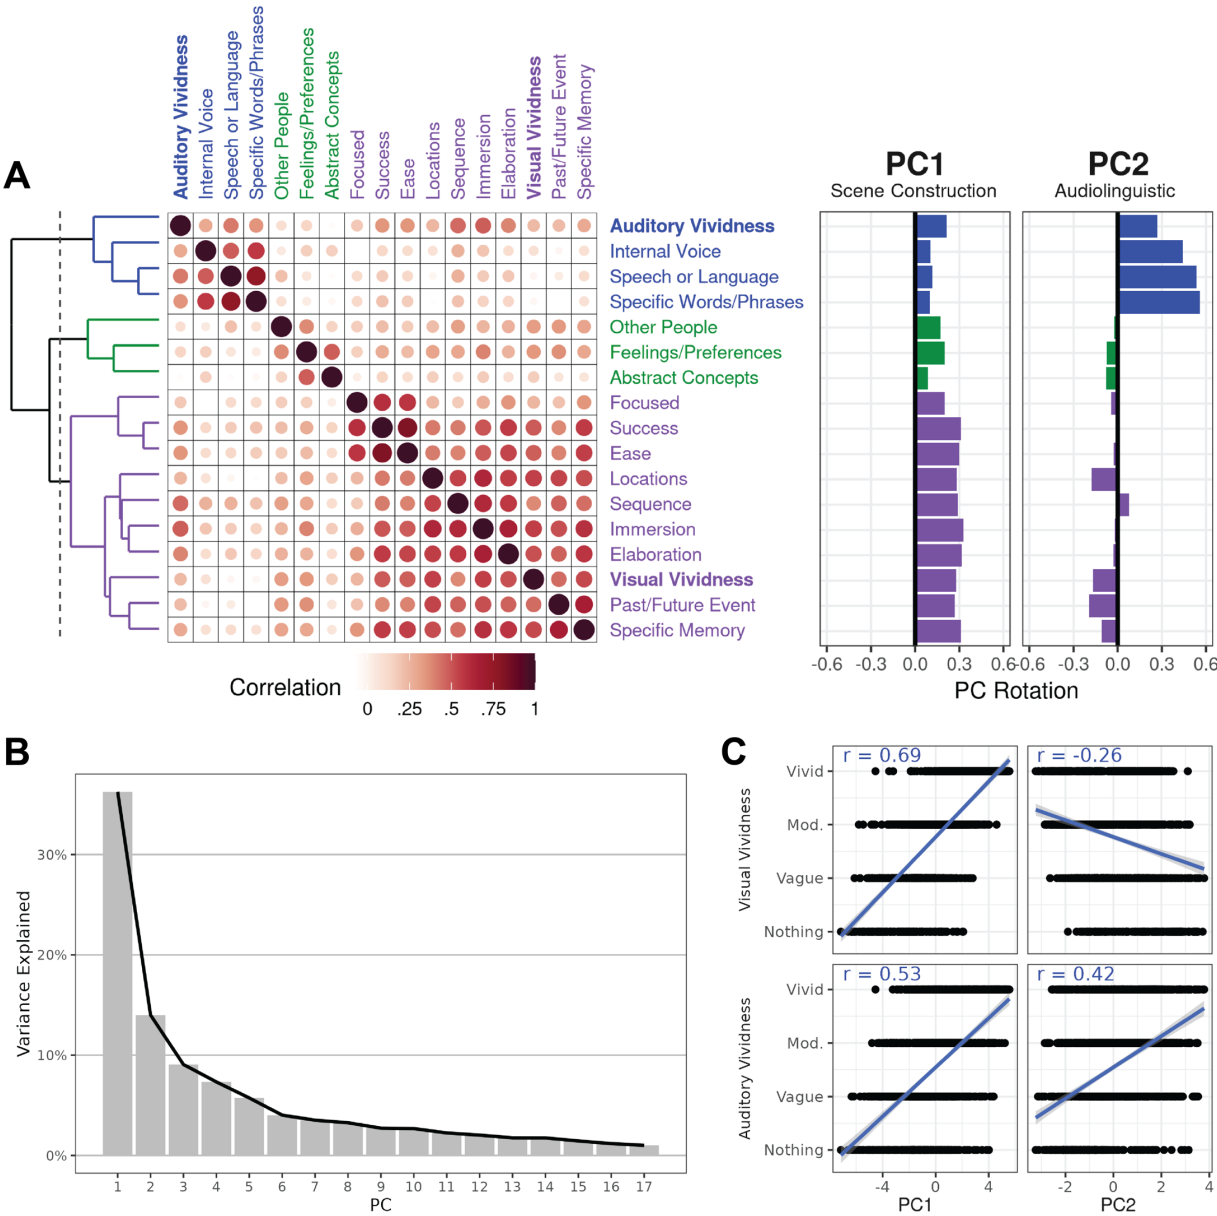 A
Auditory Vividness
Internal Voice
Speech or Language
Specific Words/Phrases
Other People
Feelings/Preferences
Abstract Concepts
Focused
Success
Ease
Locations
Sequence
Immersion
Elaboration
Visual Vividness
Past/Future Event
Specific Memory
PC1
Scene Construction
PC2
Audiolinguistic
Auditory Vividness
Internal Voice
Speech or Language
Specific Words/Phrases
Other People
Feelings/Preferences
Abstract Concepts
Focused
Success
Ease
Locations
Sequence
Immersion
Elaboration
Visual Vividness
Past/Future Event
Specific Memory
-0.6 -0.3 0.0 0.3 0.6
-0.6 -0.3 0.0 0.3 0.6
PC Rotation
Correlation
0 .25 .5 .75 1
B
Variance Explained
30%
20%
10%
0%
1 2 3 4 5 6 7 8 9 10 11 12 13 14 15 16 17
PC
C
Visual Vividness
Vivid
Mod.
Vague
Nothing
r = 0.69
r = -0.26
Auditory Vividness
Vivid
Mod.
Vague
Nothing
r = 0.53
r = 0.42
-4 0 4
-2 0 2 4
PC1
PC2